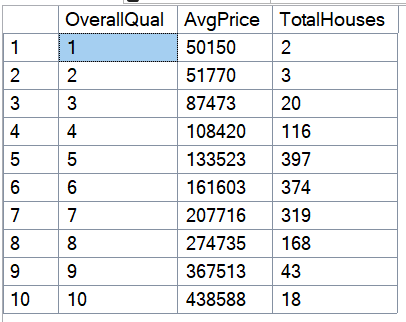 OverallQual AvgPrice TotalHouses
1 1 50150 2
2 2 51770 3
3 3 87473 20
4 4 108420 116
5 5 133523 397
6 6 161603 374
7 7 207716 319
8 8 274735 168
9 9 367513 43
10 10 438588 18